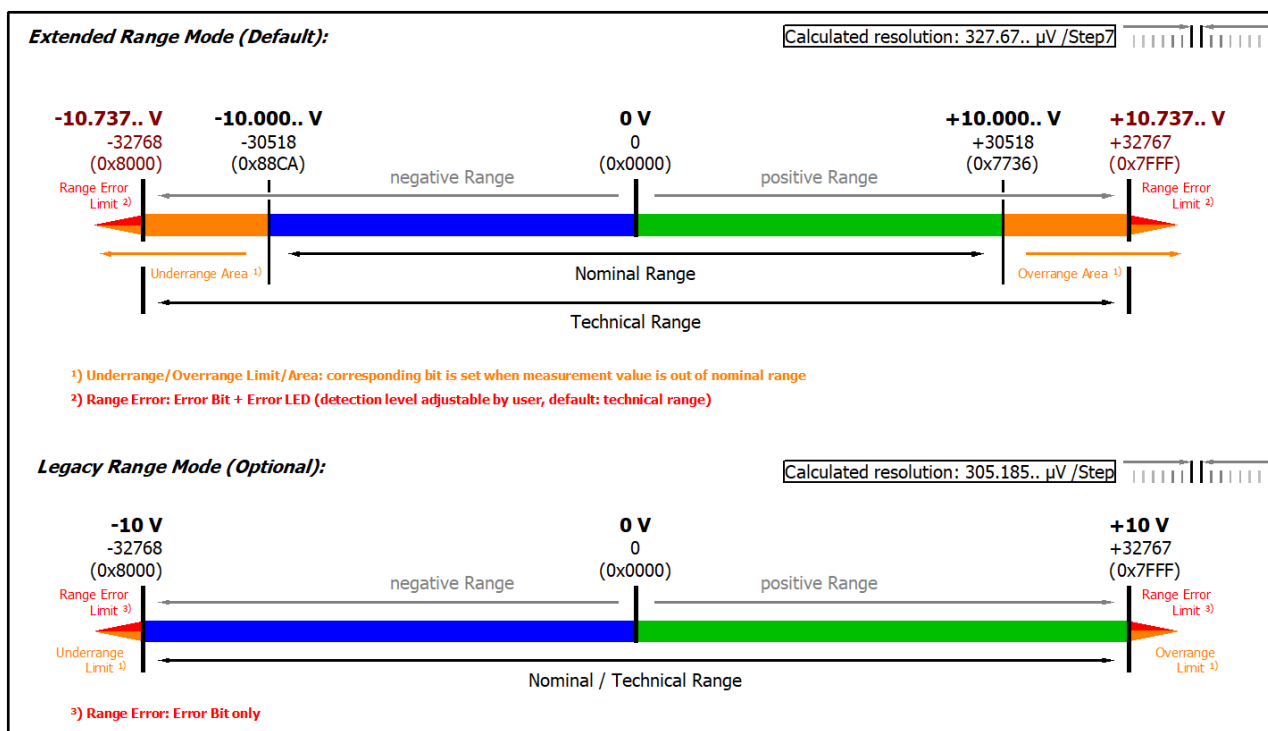 Extended Range Mode (Default):
Calculated resolution: 327.67.. µV /Step7
-10.737.. V
-10.000.. V
0 V
+10.000.. V
+10.737.. V
-32768
-30518
0
+30518
+32767
(0x8000)
(0x88CA)
(0x0000)
(0x7736)
(0x7FFF)
Range Error
Limit ²⁾
negative Range
positive Range
Range Error
Limit ²⁾
Underrange Area ¹⁾
Nominal Range
Overrange Area ¹⁾
Technical Range
¹) Underrange/Overrange Limit/Area: corresponding bit is set when measurement value is out of nominal range
²) Range Error: Error Bit + Error LED (detection level adjustable by user, default: technical range)
Legacy Range Mode (Optional):
Calculated resolution: 305.185.. µV /Step
-10 V
0 V
+10 V
-32768
0
+32767
(0x8000)
(0x0000)
(0x7FFF)
Range Error
Limit ³⁾
negative Range
positive Range
Range Error
Limit ³⁾
Underrange
Limit ¹⁾
Overrange
Limit ¹⁾
Nominal / Technical Range
³) Range Error: Error Bit only